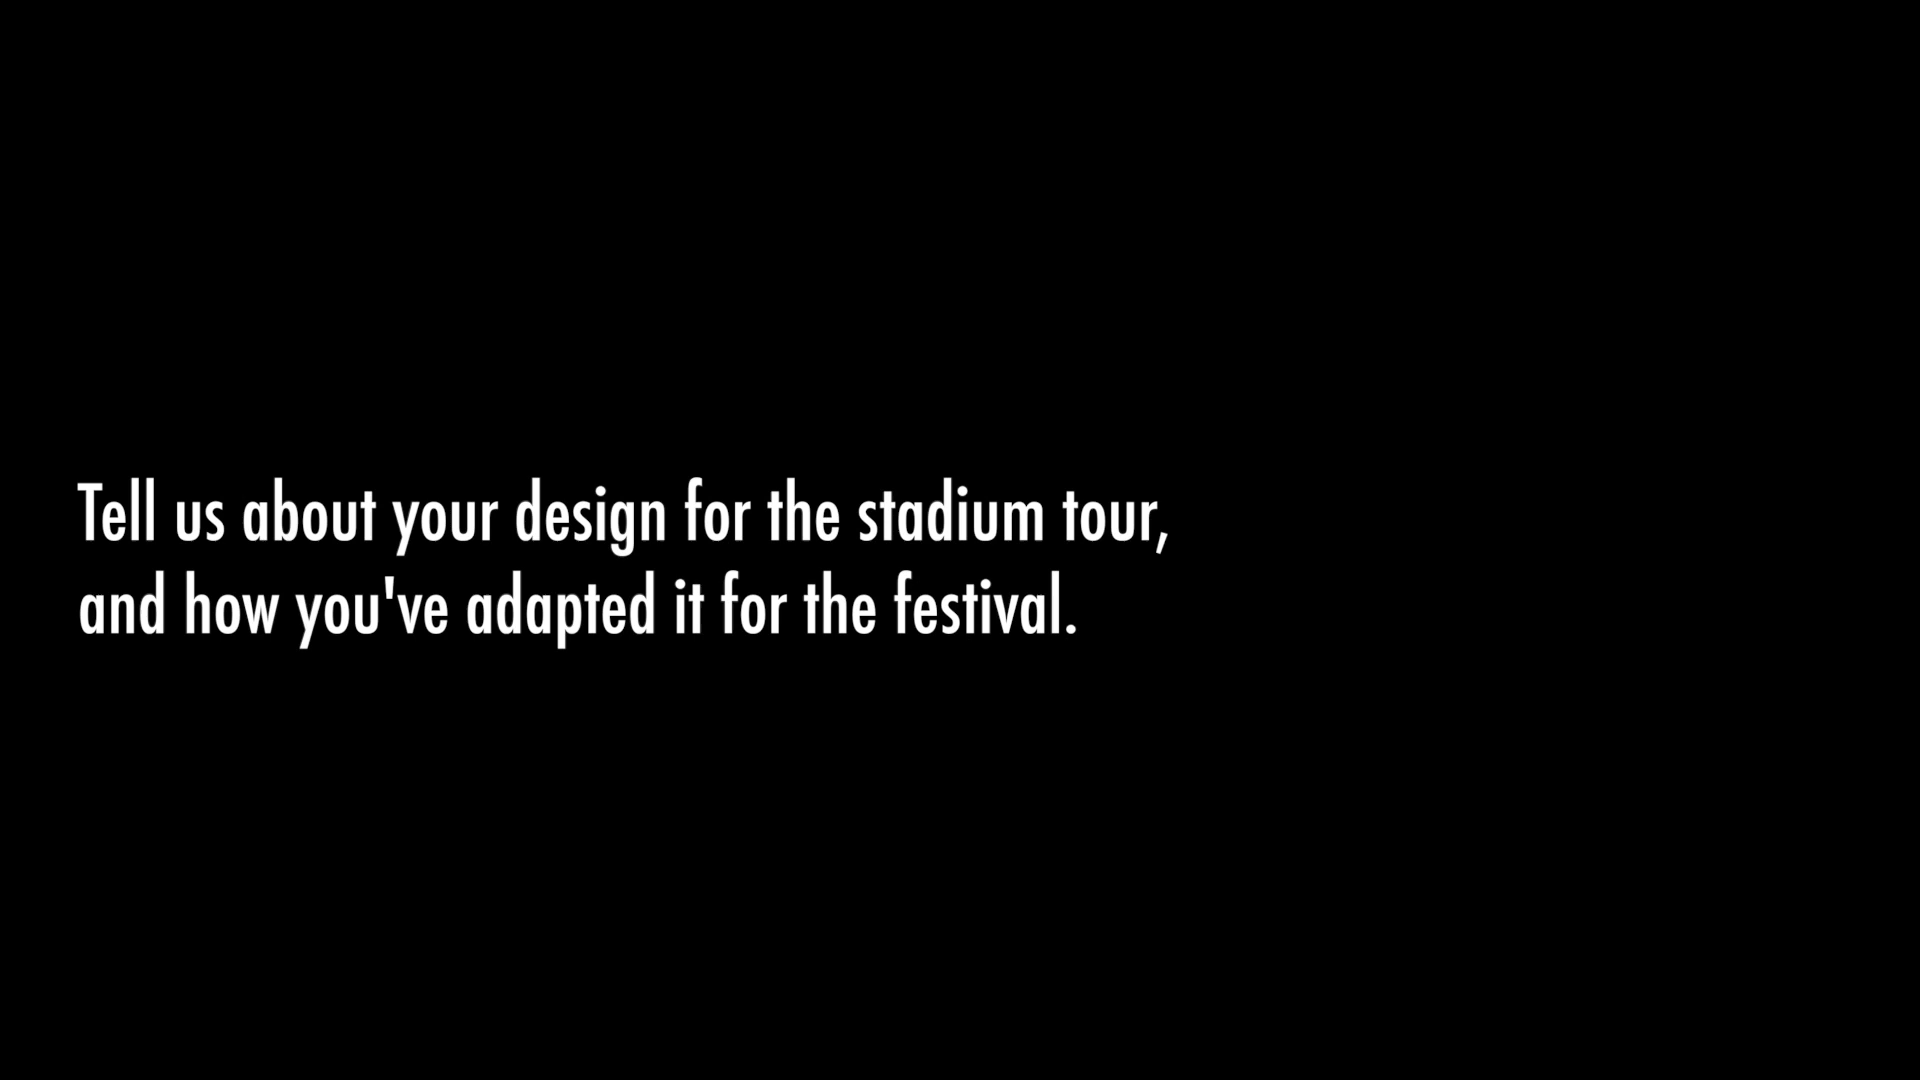 Tell us about your design for the stadium tour,
and how you've adapted it for the festival.